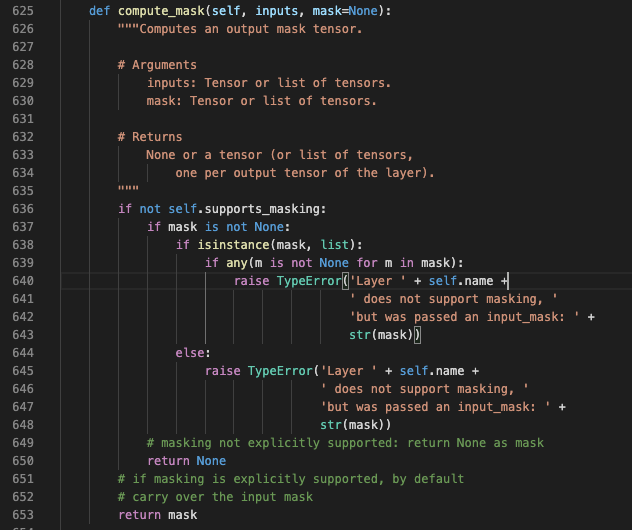 625 def compute_mask(self, inputs, mask=None):
626 """Computes an output mask tensor.
627
628 # Arguments
629 inputs: Tensor or list of tensors.
630 mask: Tensor or list of tensors.
631
632 # Returns
633 None or a tensor (or list of tensors,
634 one per output tensor of the layer).
635 """
636 if not self.supports_masking:
637 if mask is not None:
638 if isinstance(mask, list):
639 if any(m is not None for m in mask):
640 raise TypeError('Layer ' + self.name +
641 ' does not support masking, '
642 'but was passed an input_mask: ' +
643 str(mask))
644 else:
645 raise TypeError('Layer ' + self.name +
646 ' does not support masking, '
647 'but was passed an input_mask: ' +
648 str(mask))
649 # masking not explicitly supported: return None as mask
650 return None
651 # if masking is explicitly supported, by default
652 # carry over the input mask
653 return mask